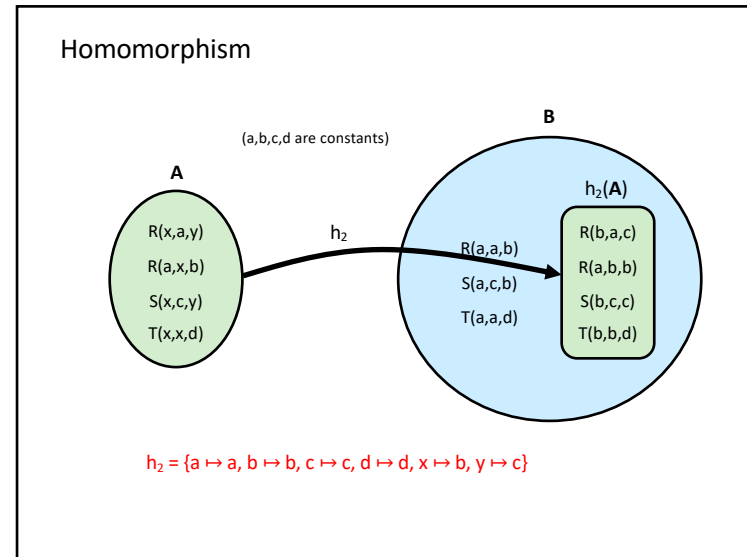 Homomorphism
(a,b,c,d are constants)
A
R(x,a,y)
R(a,x,b)
S(x,c,y)
T(x,x,d)
h₂
B
R(a,a,b)
S(a,c,b)
T(a,a,d)
h₂(A)
R(b,a,c)
R(a,b,b)
S(b,c,c)
T(b,b,d)
h₂ = {a ↦ a, b ↦ b, c ↦ c, d ↦ d, x ↦ b, y ↦ c}